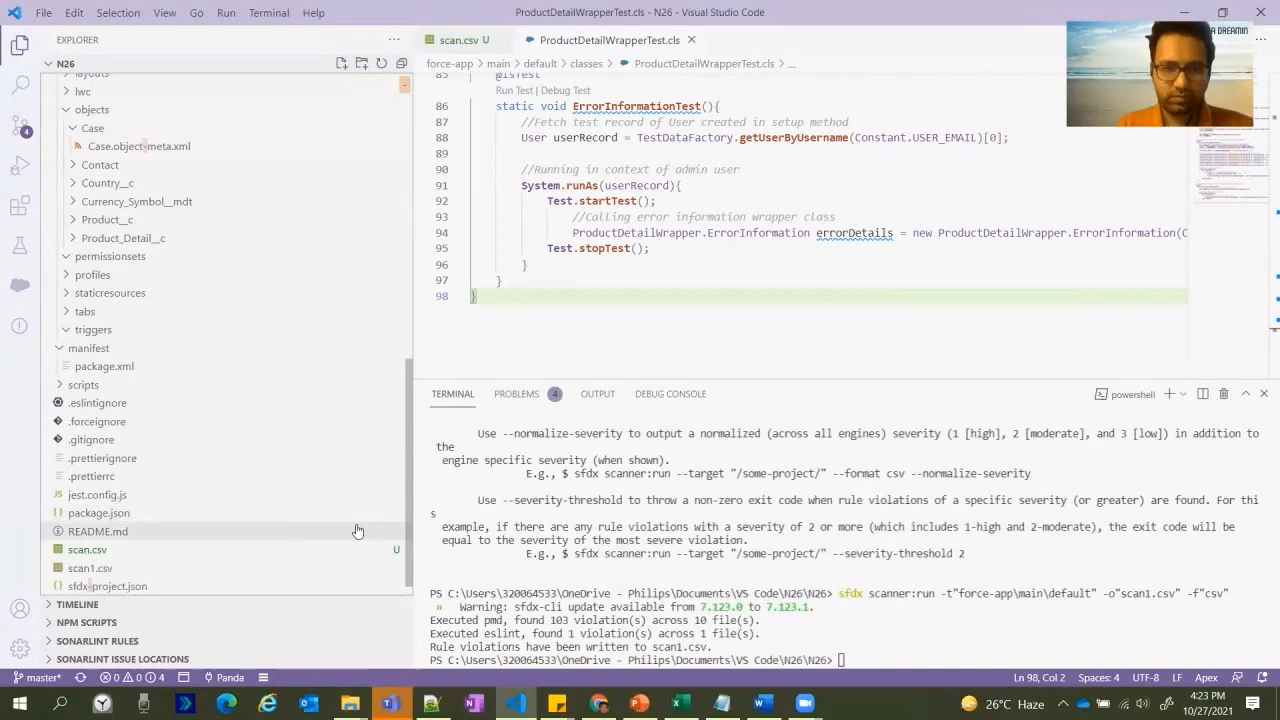 File Edit Selection View Go Run Terminal Help
ProductDetailWrapperTest.cls - N26 - Visual Studio Code
EXPLORER
N26
layouts
lwc
objects
Case
Case.object-meta.xml
Contact
Country__c
Currency_Symbol__mdt
Product__c
Product_Detail__c
permissionsets
profiles
staticresources
tabs
triggers
manifest
package.xml
scripts
.eslintignore
.forceignore
.gitignore
.prettierignore
.prettierrc
jest.config.js
package.json
README.md
scan.csv U
scan1.csv
sfdx-project.json
TIMELINE
NPM SCRIPTS
SONARLINT RULES
SONARLINT ISSUE LOCATIONS
4
scan.csv U ProductDetailWrapperTest.cls
A DREAMIN
force-app > main > default > classes > ProductDetailWrapperTest.cls > ...
85 @isTest
Run Test | Debug Test
86 static void ErrorInformationTest(){
87 //Fetch test record of User created in setup method
88 User userRecord = TestDataFactory.getUserByUsername(Constant.USER_EMAIL)[0];
89
in context of admin user
System.runAs(userRecord){
92 Test.startTest();
93 //Calling error information wrapper class
94 ProductDetailWrapper.ErrorInformation errorDetails = new ProductDetailWrapper.ErrorInformation(C
95 Test.stopTest();
96 }
97 }
98 }
TERMINAL PROBLEMS 4 OUTPUT DEBUG CONSOLE powershell
Use --normalize-severity to output a normalized (across all engines) severity (1 [high], 2 [moderate], and 3 [low]) in addition to
the
engine specific severity (when shown).
E.g., $ sfdx scanner:run --target "/some-project/" --format csv --normalize-severity
Use --severity-threshold to throw a non-zero exit code when rule violations of a specific severity (or greater) are found. For thi
s
example, if there are any rule violations with a severity of 2 or more (which includes 1-high and 2-moderate), the exit code will be
equal to the severity of the most severe violation.
E.g., $ sfdx scanner:run --target "/some-project/" --severity-threshold 2
PS C:\Users\320064533\OneDrive - Philips\Documents\VS Code\N26\N26> sfdx scanner:run -t"force-app\main\default" -o"scan1.csv" -f"csv"
Warning: sfdx-cli update available from 7.123.0 to 7.123.1.
Executed pmd, found 103 violation(s) across 10 file(s).
Executed eslint, found 1 violation(s) across 1 file(s).
Rule violations have been written to scan1.csv.
PS C:\Users\320064533\OneDrive - Philips\Documents\VS Code\N26\N26>
master* 0 0 4 Panda Ln 98, Col 2 Spaces: 4 UTF-8 LF Apex
26°C Haze ENG 4:23 PM
10/27/2021